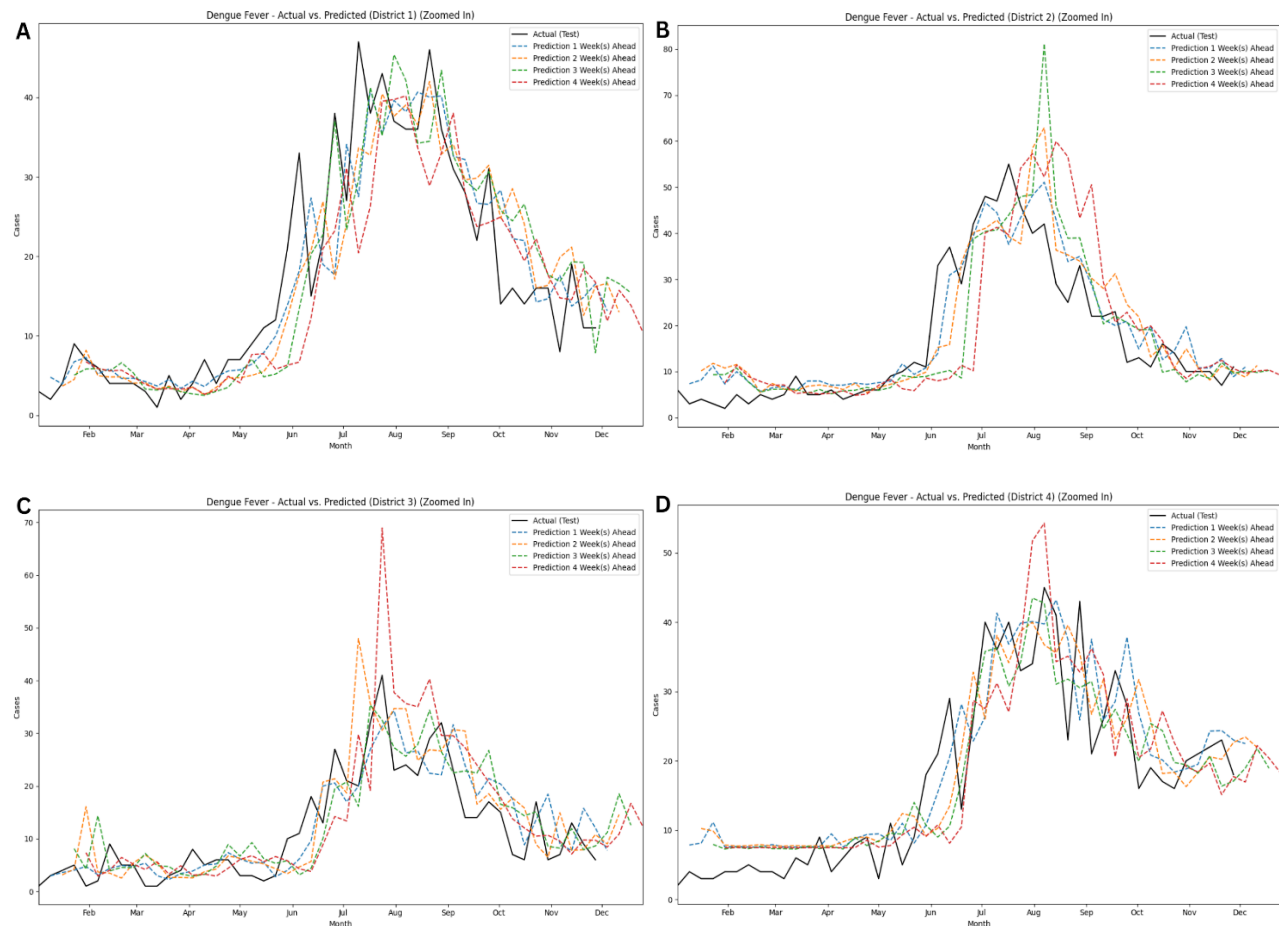 A
Dengue Fever - Actual vs. Predicted (District 1) (Zoomed In)
Actual (Test)
Prediction 1 Week(s) Ahead
Prediction 2 Week(s) Ahead
Prediction 3 Week(s) Ahead
Prediction 4 Week(s) Ahead
Cases
40
30
20
10
0
Feb Mar Apr May Jun Jul Aug Sep Oct Nov Dec
Month
B
Dengue Fever - Actual vs. Predicted (District 2) (Zoomed In)
Actual (Test)
Prediction 1 Week(s) Ahead
Prediction 2 Week(s) Ahead
Prediction 3 Week(s) Ahead
Prediction 4 Week(s) Ahead
Cases
80
70
60
50
40
30
20
10
0
Feb Mar Apr May Jun Jul Aug Sep Oct Nov Dec
Month
C
Dengue Fever - Actual vs. Predicted (District 3) (Zoomed In)
Actual (Test)
Prediction 1 Week(s) Ahead
Prediction 2 Week(s) Ahead
Prediction 3 Week(s) Ahead
Prediction 4 Week(s) Ahead
Cases
70
60
50
40
30
20
10
0
Feb Mar Apr May Jun Jul Aug Sep Oct Nov Dec
Month
D
Dengue Fever - Actual vs. Predicted (District 4) (Zoomed In)
Actual (Test)
Prediction 1 Week(s) Ahead
Prediction 2 Week(s) Ahead
Prediction 3 Week(s) Ahead
Prediction 4 Week(s) Ahead
Cases
50
40
30
20
10
0
Feb Mar Apr May Jun Jul Aug Sep Oct Nov Dec
Month